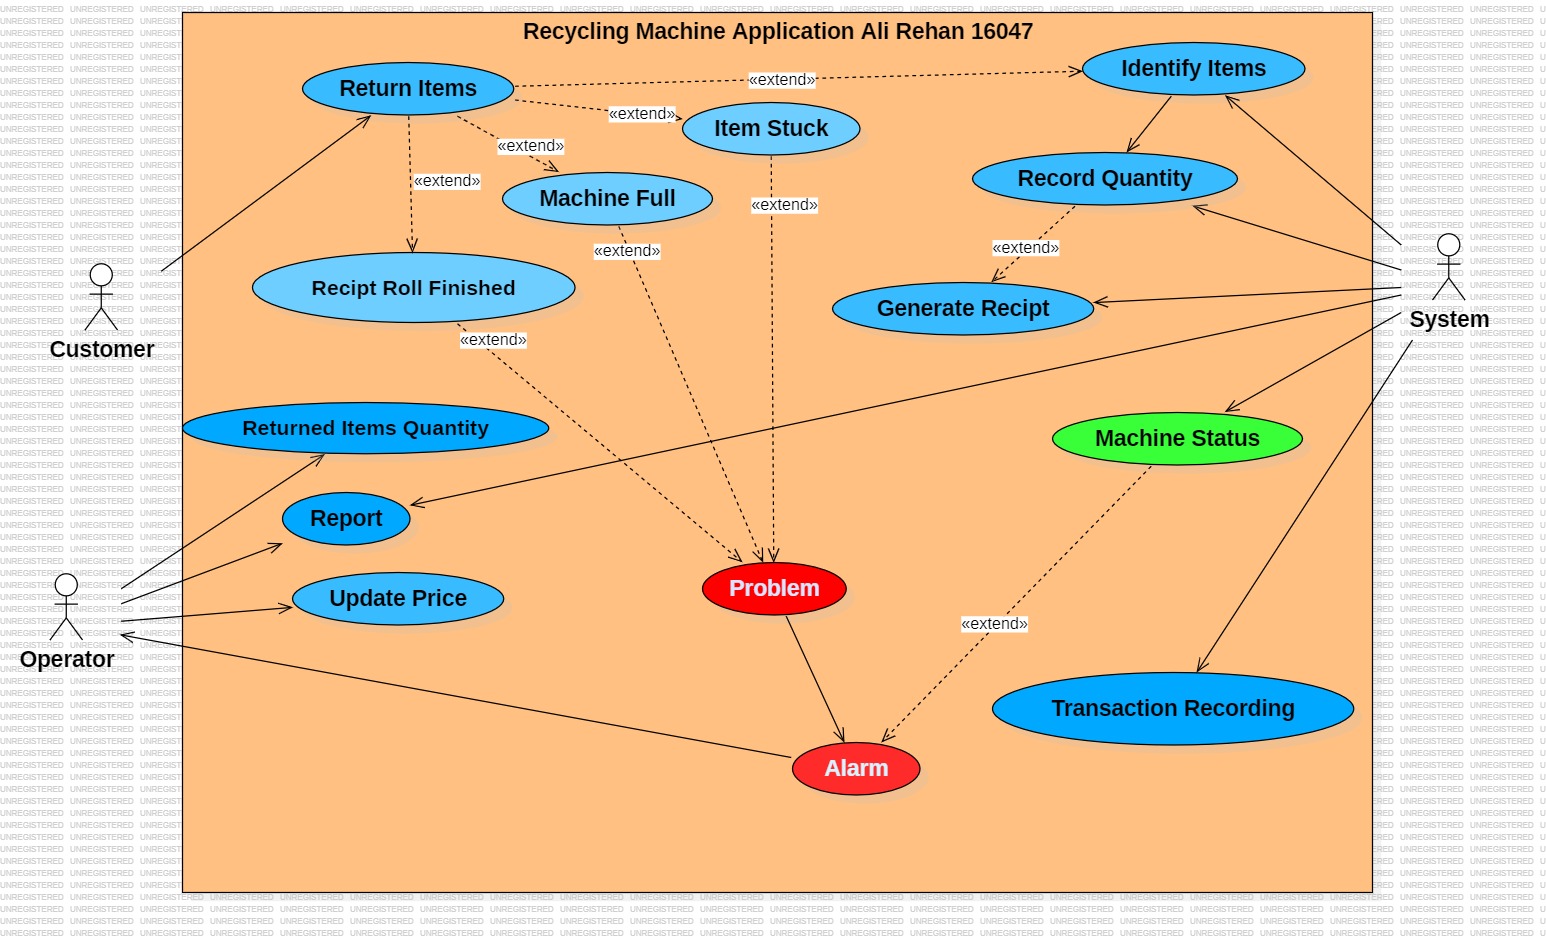 Recycling Machine Application Ali Rehan 16047
Return Items
«extend»
Identify Items
«extend»
Item Stuck
«extend»
«extend»
Machine Full
Record Quantity
«extend»
«extend»
«extend»
Recipt Roll Finished
Generate Recipt
Customer
System
«extend»
Returned Items Quantity
Machine Status
Report
Update Price
Problem
«extend»
Operator
Transaction Recording
Alarm
UNREGISTERED